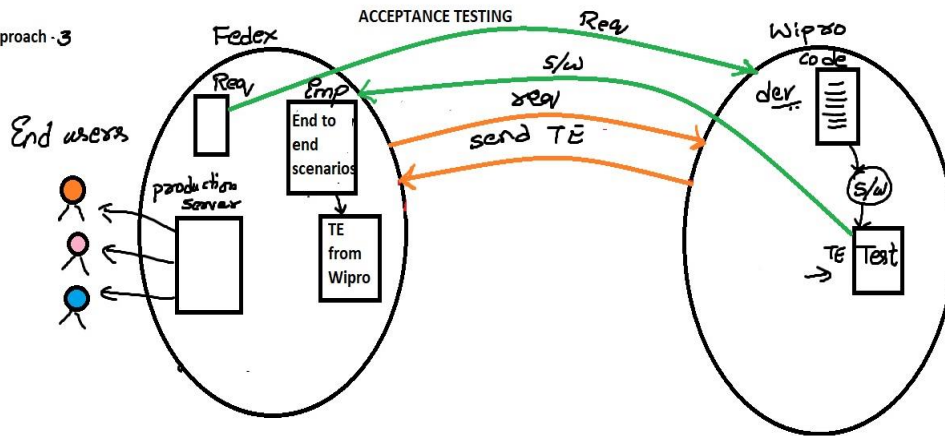 ACCEPTANCE TESTING
proach - 3
Fedex
Req
Wipro
code
dev
Req
S/W
req
send TE
Emp
End to
end
scenarios
End users
production
server
TE
from
Wipro
S/W
TE
Test